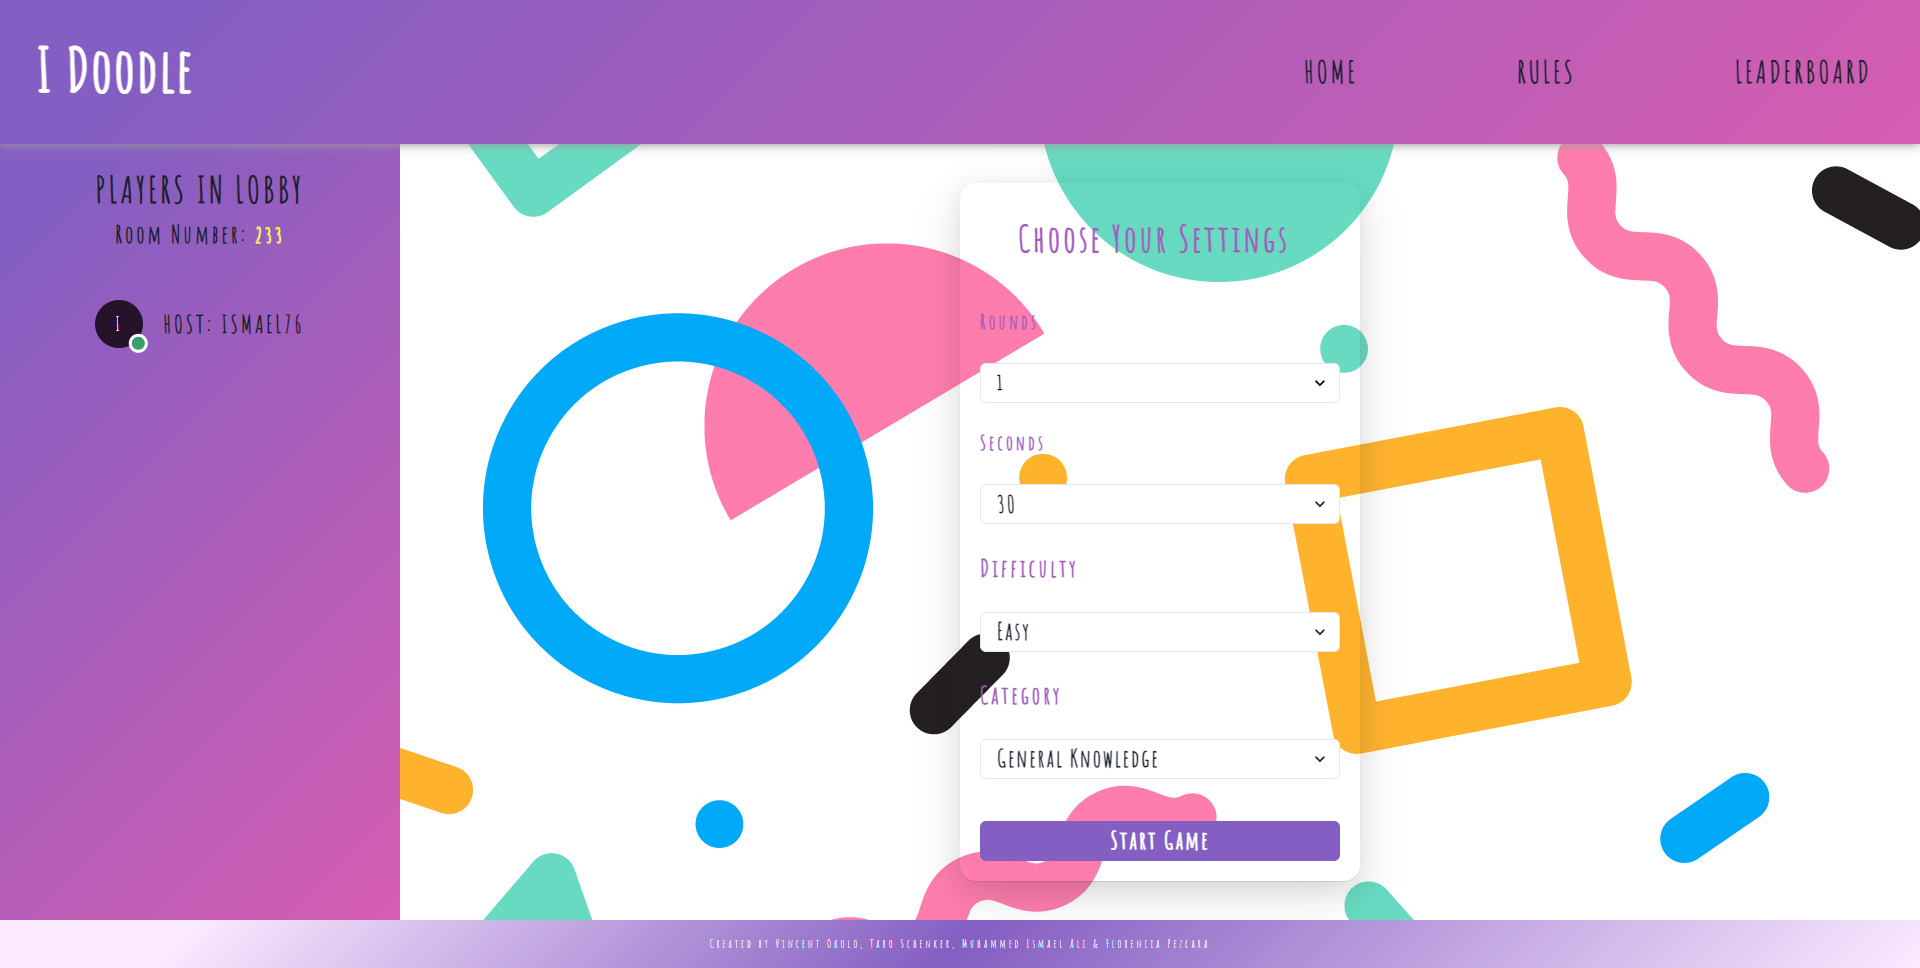 I Doodle
HOME
RULES
LEADERBOARD
PLAYERS IN LOBBY
Room Number: 233
I
HOST: ISMAEL76
Choose Your Settings
Rounds
1
Seconds
30
Difficulty
Easy
Category
General Knowledge
Start Game
Created by Vincent Okolo, Taro Schenker, Muhammed Ismael Ali & Florencia Pezcara